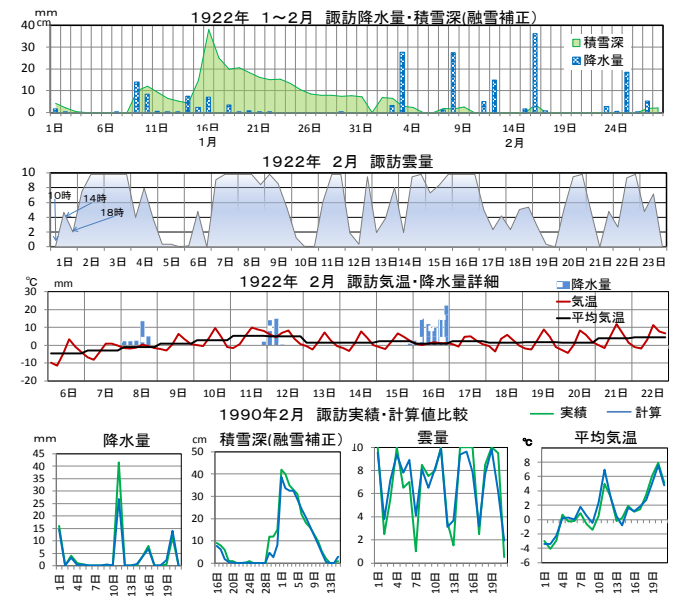 1922年 1～2月 諏訪降水量・積雪深(融雪補正)
mm
cm
40
30
20
10
0
積雪深
降水量
1日 6日 11日 16日 21日 26日 31日 4日 9日 14日 19日 24日
1月 2月
1922年 2月 諏訪雲量
10
8
6
4
2
0
10時
14時
18時
1日 2日 3日 4日 5日 6日 7日 8日 9日 10日 11日 12日 13日 14日 15日 16日 17日 18日 19日 20日 21日 22日 23日
1922年 2月 諏訪気温・降水量詳細
℃ mm
30
20
10
0
-10
-20
降水量
気温
平均気温
6日 7日 8日 9日 10日 11日 12日 13日 14日 15日 16日 17日 18日 19日 20日 21日 22日
1990年2月 諏訪実績・計算値比較
実績 計算
mm 降水量
45
40
35
30
25
20
15
10
5
0
1日 4日 7日 10日 13日 16日 19日
cm 積雪深(融雪補正)
50
40
30
20
10
0
16日 20日 24日 28日 1日 5日 9日 13日
雲量
10
8
6
4
2
0
1日 4日 7日 10日 13日 16日 19日
℃ 平均気温
8
6
4
2
0
-2
-4
-6
1日 4日 7日 10日 13日 16日 19日